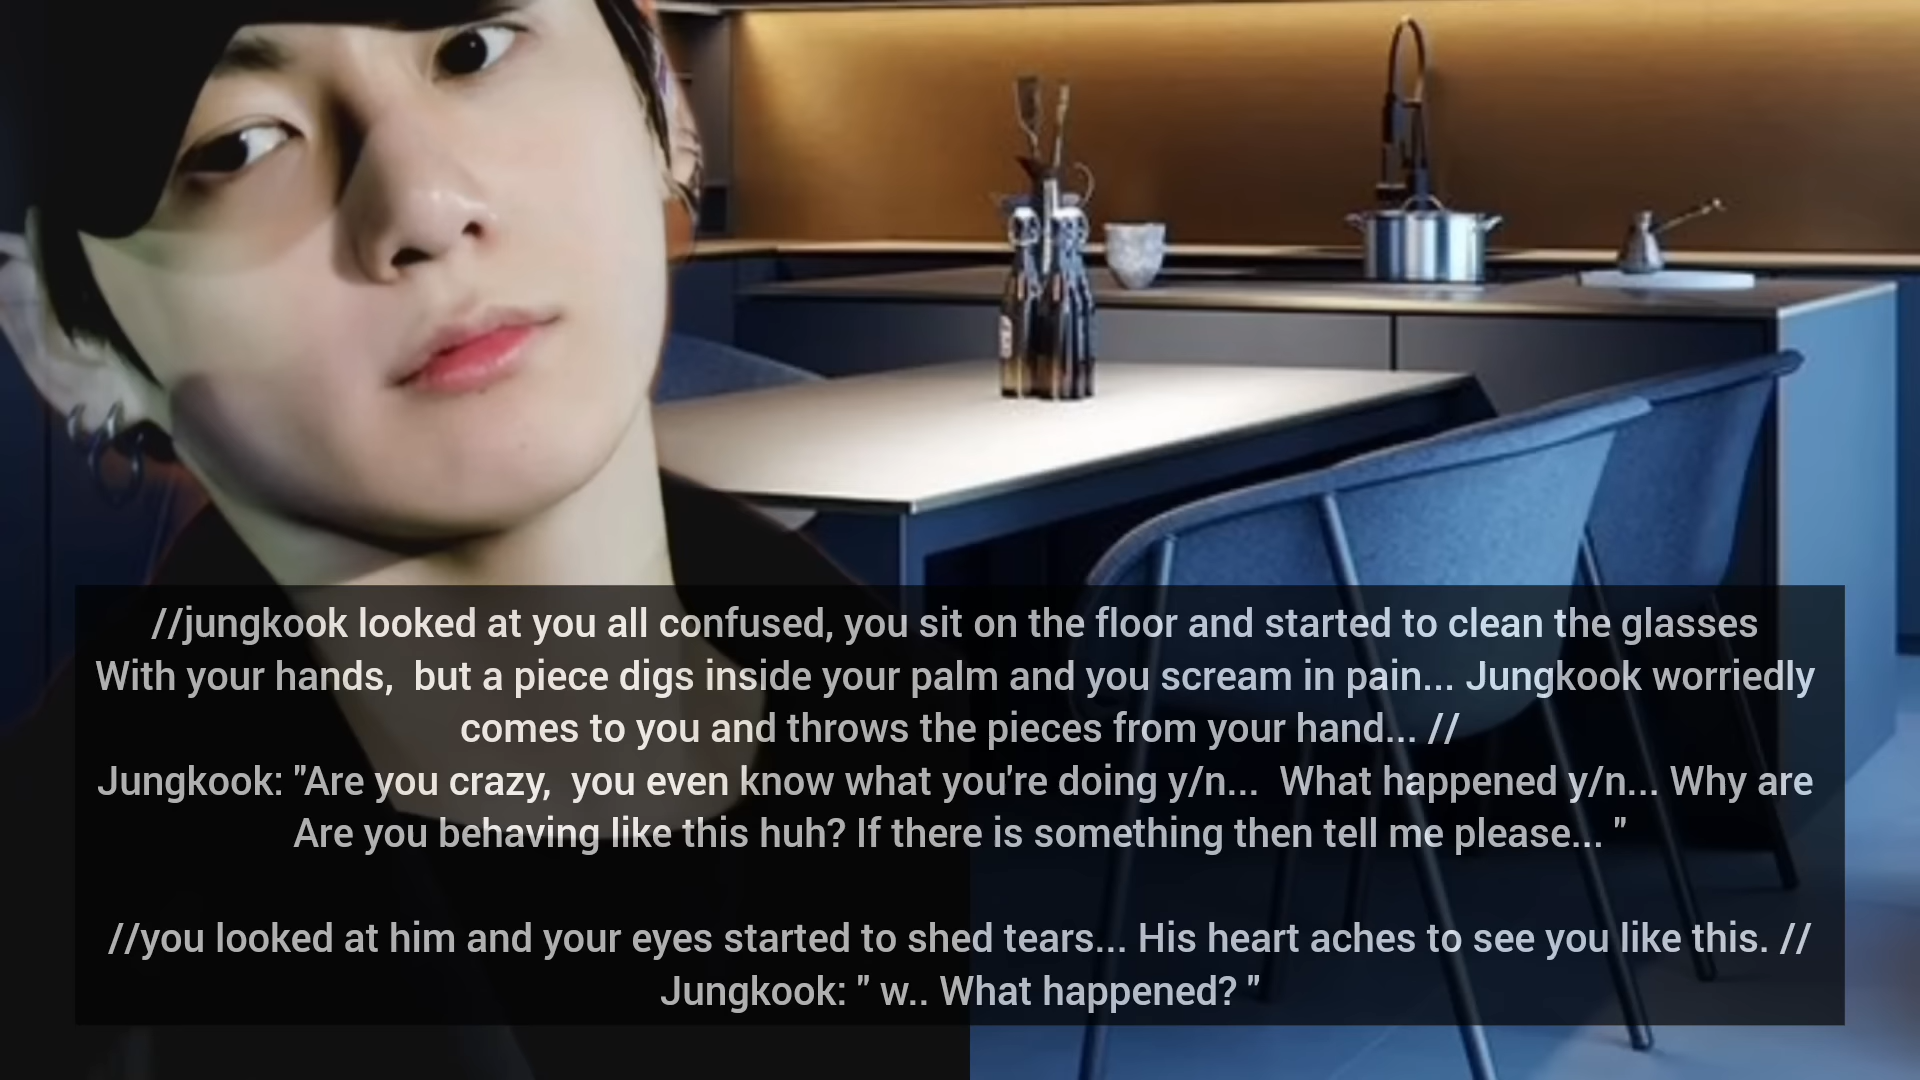 //jungkook looked at you all confused, you sit on the floor and started to clean the glasses
With your hands,  but a piece digs inside your palm and you scream in pain... Jungkook worriedly
comes to you and throws the pieces from your hand... //
Jungkook: "Are you crazy,  you even know what you're doing y/n...  What happened y/n... Why are
Are you behaving like this huh? If there is something then tell me please... "
//you looked at him and your eyes started to shed tears... His heart aches to see you like this. //
Jungkook: " w.. What happened? "